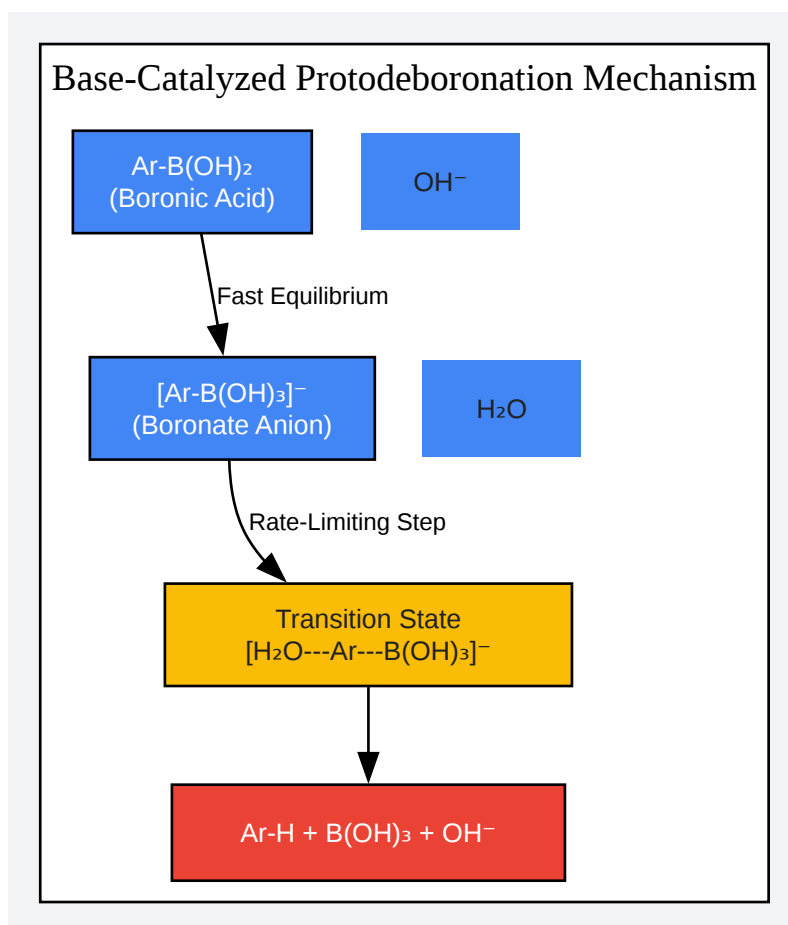 Base-Catalyzed Protodeboronation Mechanism
Ar-B(OH)₂
(Boronic Acid)
OH⁻
Fast Equilibrium
[Ar-B(OH)₃]⁻
(Boronate Anion)
H₂O
Rate-Limiting Step
Transition State
[H₂O---Ar---B(OH)₃]⁻
Ar-H + B(OH)₃ + OH⁻